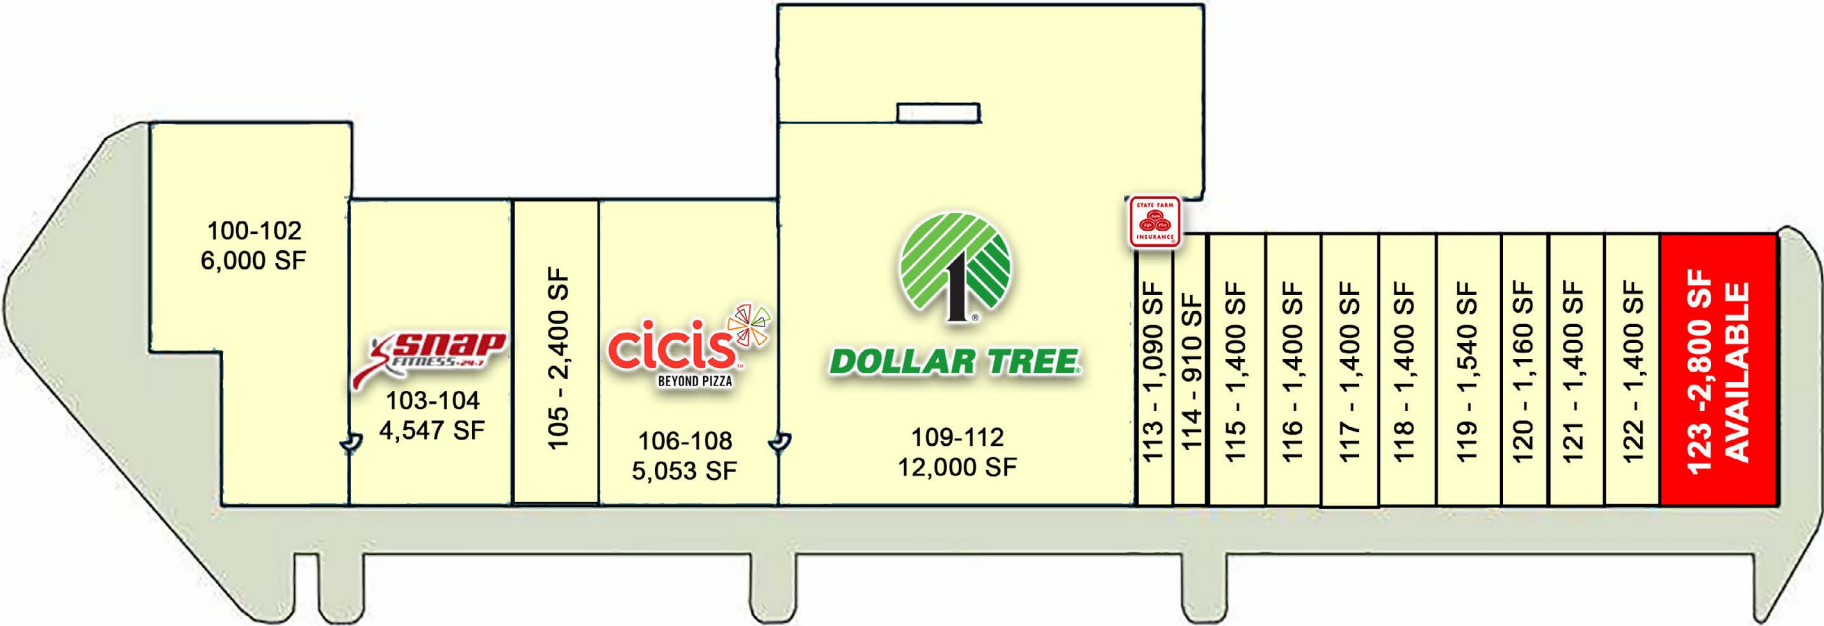 100-102
6,000 SF
SNAP
FITNESS-24-7
103-104
4,547 SF
105 - 2,400 SF
cicis
BEYOND PIZZA
106-108
5,053 SF
1
DOLLAR TREE
109-112
12,000 SF
STATE FARM
INSURANCE
113 - 1,090 SF
114 - 910 SF
115 - 1,400 SF
116 - 1,400 SF
117 - 1,400 SF
118 - 1,400 SF
119 - 1,540 SF
120 - 1,160 SF
121 - 1,400 SF
122 - 1,400 SF
123 -2,800 SF
AVAILABLE